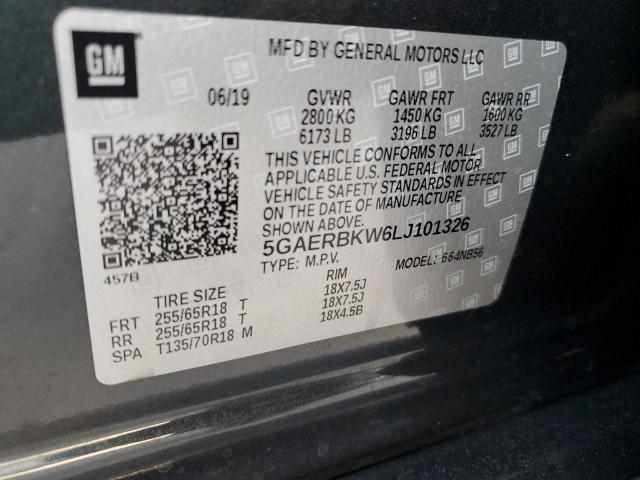 GM
MFD BY GENERAL MOTORS LLC
06/19 GVWR GAWR FRT GAWR RR
2800 KG 1450 KG 1600 KG
6173 LB 3196 LB 3527 LB
THIS VEHICLE CONFORMS TO ALL
APPLICABLE U.S. FEDERAL MOTOR
VEHICLE SAFETY STANDARDS IN EFFECT
ON THE DATE OF MANUFACTURE
SHOWN ABOVE.
5GAERBKW6LJ101326
TYPE: M.P.V. MODEL: 664NB56
457B
TIRE SIZE RIM
FRT 255/65R18 T 18X7.5J
RR 255/65R18 T 18X7.5J
SPA T135/70R18 M 18X4.5B